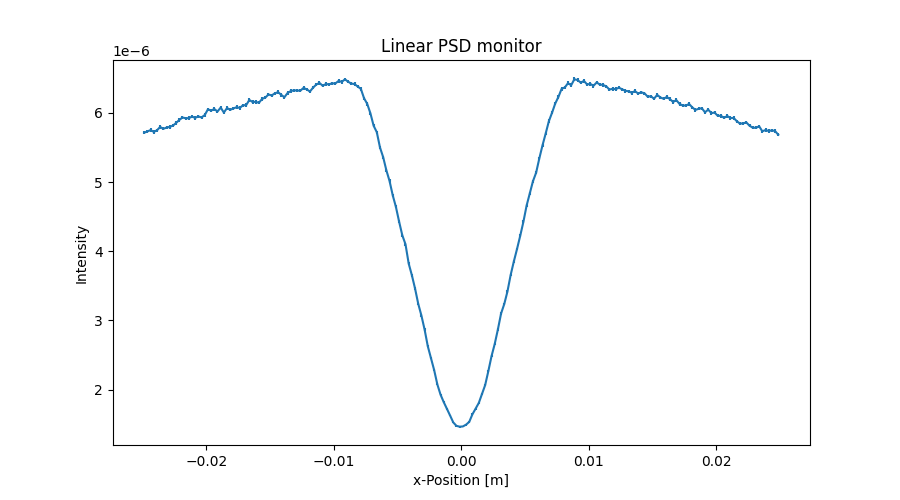 Linear PSD monitor
1e−6
6
5
4
3
2
Intensity
−0.02
−0.01
0.00
0.01
0.02
x-Position [m]